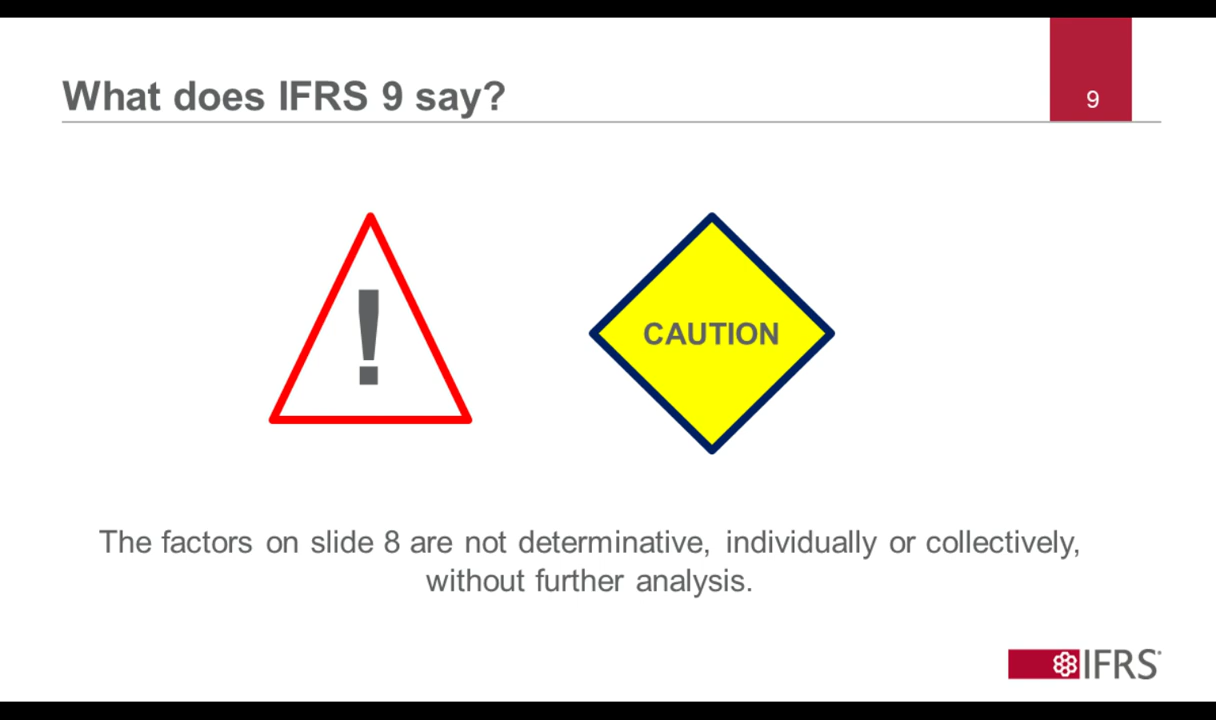 What does IFRS 9 say?
9
!
CAUTION
The factors on slide 8 are not determinative, individually or collectively,
without further analysis.
IFRS